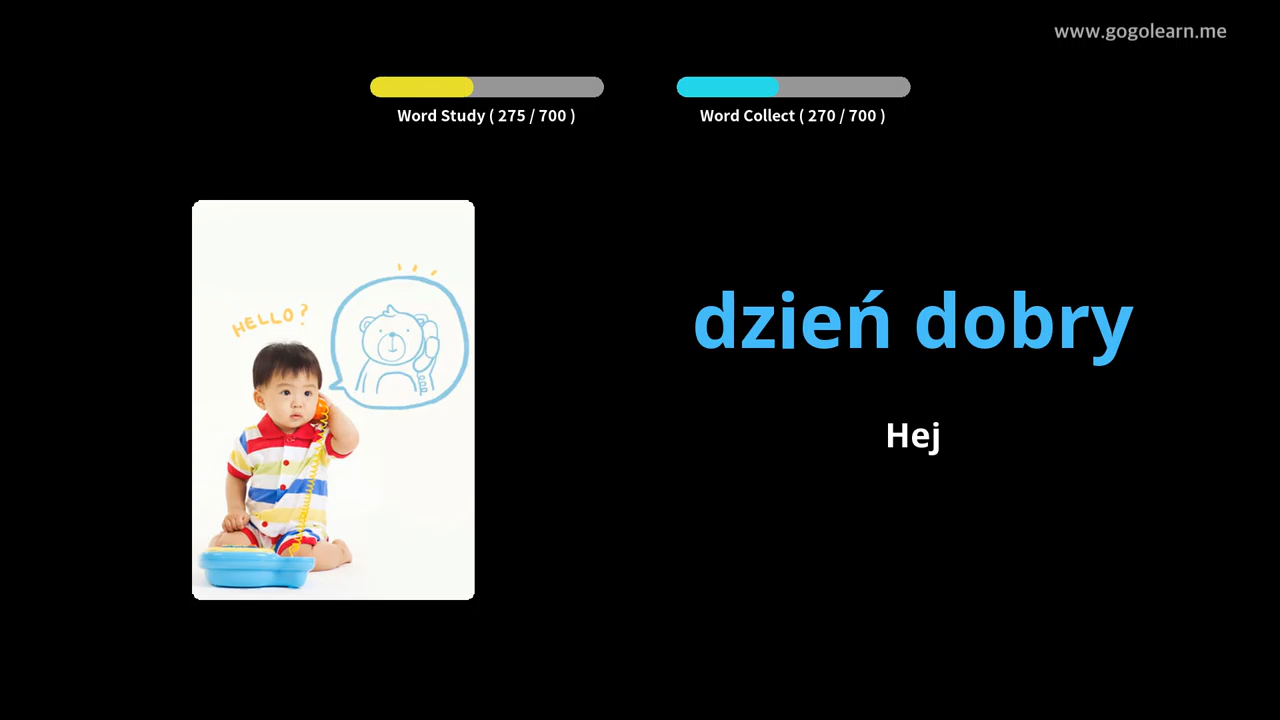 www.gogolearn.me
Word Study ( 275 / 700 )
Word Collect ( 270 / 700 )
HELLO?
dzień dobry
Hej